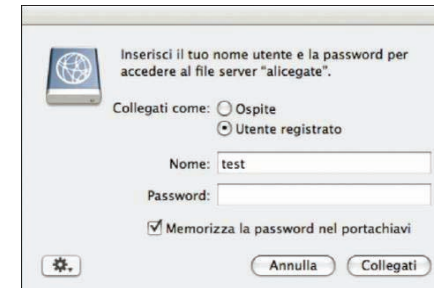 Inserisci il tuo nome utente e la password per
accedere al file server “alicegate”.
Collegati come: Ospite
Utente registrato
Nome: test
Password:
Memorizza la password nel portachiavi
Annulla Collegati